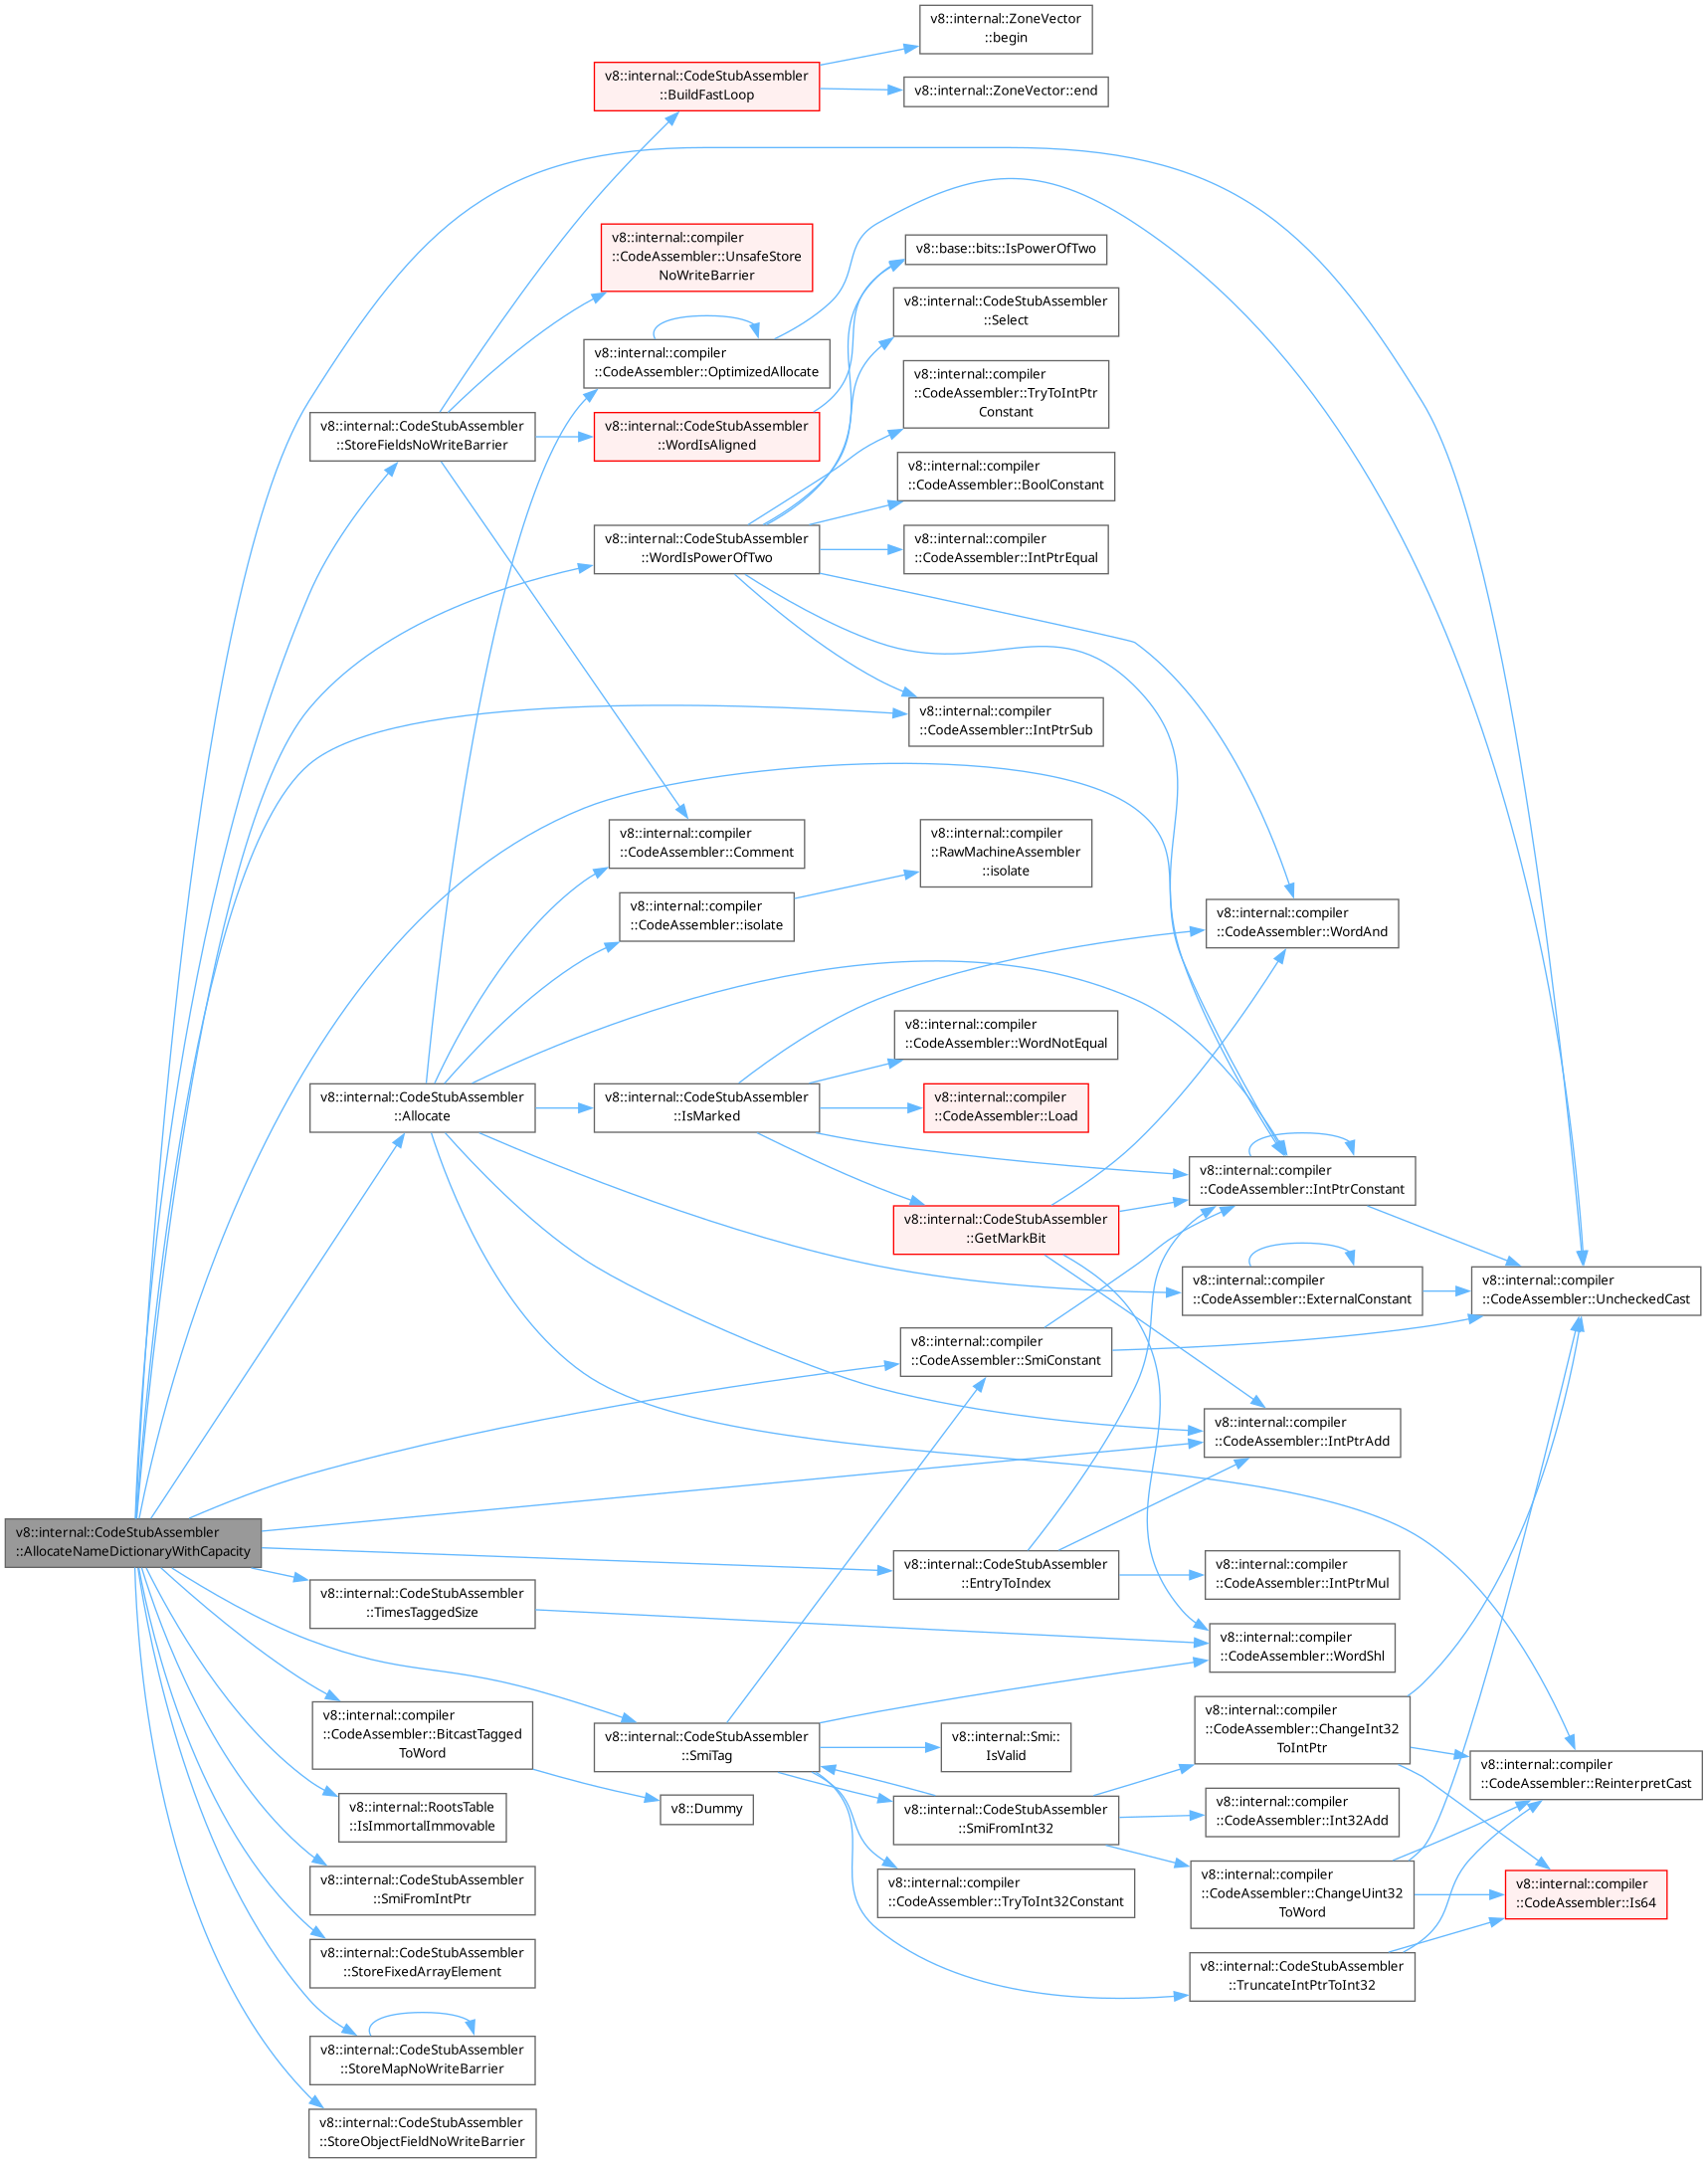 v8::internal::ZoneVector
::begin
v8::internal::CodeStubAssembler
::BuildFastLoop
v8::internal::ZoneVector::end
v8::internal::compiler
::CodeAssembler::UnsafeStore
NoWriteBarrier
v8::base::bits::IsPowerOfTwo
v8::internal::CodeStubAssembler
::Select
v8::internal::compiler
::CodeAssembler::OptimizedAllocate
v8::internal::compiler
::CodeAssembler::TryToIntPtr
Constant
v8::internal::CodeStubAssembler
::StoreFieldsNoWriteBarrier
v8::internal::CodeStubAssembler
::WordIsAligned
v8::internal::compiler
::CodeAssembler::BoolConstant
v8::internal::CodeStubAssembler
::WordIsPowerOfTwo
v8::internal::compiler
::CodeAssembler::IntPtrEqual
v8::internal::compiler
::CodeAssembler::IntPtrSub
v8::internal::compiler
::CodeAssembler::Comment
v8::internal::compiler
::RawMachineAssembler
::isolate
v8::internal::compiler
::CodeAssembler::isolate
v8::internal::compiler
::CodeAssembler::WordAnd
v8::internal::compiler
::CodeAssembler::WordNotEqual
v8::internal::CodeStubAssembler
::Allocate
v8::internal::CodeStubAssembler
::IsMarked
v8::internal::compiler
::CodeAssembler::Load
v8::internal::compiler
::CodeAssembler::IntPtrConstant
v8::internal::CodeStubAssembler
::GetMarkBit
v8::internal::compiler
::CodeAssembler::ExternalConstant
v8::internal::compiler
::CodeAssembler::UncheckedCast
v8::internal::compiler
::CodeAssembler::SmiConstant
v8::internal::compiler
::CodeAssembler::IntPtrAdd
v8::internal::CodeStubAssembler
::AllocateNameDictionaryWithCapacity
v8::internal::CodeStubAssembler
::EntryToIndex
v8::internal::compiler
::CodeAssembler::IntPtrMul
v8::internal::CodeStubAssembler
::TimesTaggedSize
v8::internal::compiler
::CodeAssembler::WordShl
v8::internal::compiler
::CodeAssembler::BitcastTagged
ToWord
v8::internal::CodeStubAssembler
::SmiTag
v8::internal::Smi::
IsValid
v8::internal::compiler
::CodeAssembler::ChangeInt32
ToIntPtr
v8::internal::compiler
::CodeAssembler::ReinterpretCast
v8::internal::RootsTable
::IsImmortalImmovable
v8::Dummy
v8::internal::CodeStubAssembler
::SmiFromInt32
v8::internal::compiler
::CodeAssembler::Int32Add
v8::internal::CodeStubAssembler
::SmiFromIntPtr
v8::internal::compiler
::CodeAssembler::TryToInt32Constant
v8::internal::compiler
::CodeAssembler::ChangeUint32
ToWord
v8::internal::compiler
::CodeAssembler::Is64
v8::internal::CodeStubAssembler
::StoreFixedArrayElement
v8::internal::CodeStubAssembler
::TruncateIntPtrToInt32
v8::internal::CodeStubAssembler
::StoreMapNoWriteBarrier
v8::internal::CodeStubAssembler
::StoreObjectFieldNoWriteBarrier